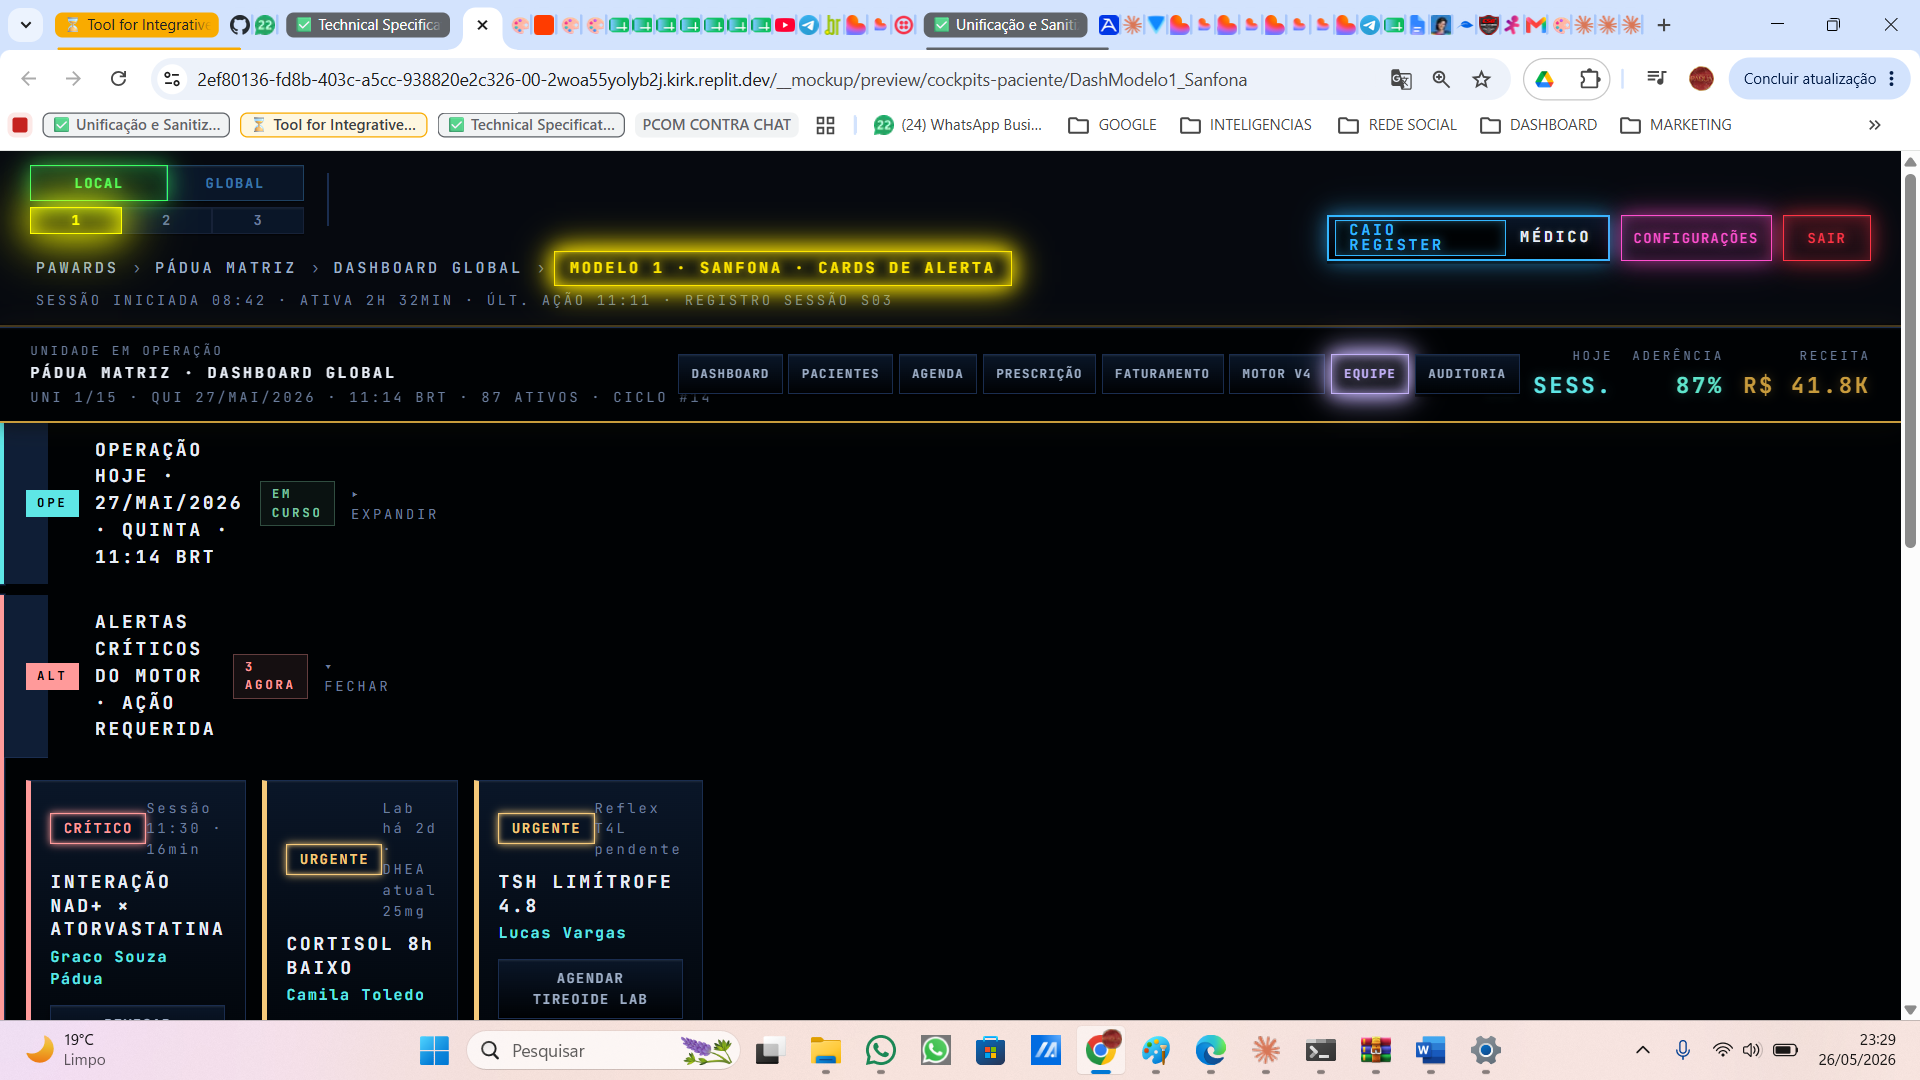 Tool for Integrative
22
Technical Specifica
Unificação e Saniti
2ef80136-fd8b-403c-a5cc-938820e2c326-00-2woa55yolyb2j.kirk.replit.dev/__mockup/preview/cockpits-paciente/DashModelo1_Sanfona
Concluir atualização
Unificação e Sanitiz...
Tool for Integrative...
Technical Specificat...
PCOM CONTRA CHAT
22
(24) WhatsApp Busi...
GOOGLE
INTELIGENCIAS
REDE SOCIAL
DASHBOARD
MARKETING
LOCAL
GLOBAL
1
2
3
CAIO REGISTER
MÉDICO
CONFIGURAÇÕES
SAIR
PAWARDS › PÁDUA MATRIZ › DASHBOARD GLOBAL › MODELO 1 · SANFONA · CARDS DE ALERTA
SESSÃO INICIADA 08:42 · ATIVA 2H 32MIN · ÚLT. AÇÃO 11:11 · REGISTRO SESSÃO S03
UNIDADE EM OPERAÇÃO
PÁDUA MATRIZ · DASHBOARD GLOBAL
UNI 1/15 · QUI 27/MAI/2026 · 11:14 BRT · 87 ATIVOS · CICLO #14
DASHBOARD
PACIENTES
AGENDA
PRESCRIÇÃO
FATURAMENTO
MOTOR V4
EQUIPE
AUDITORIA
HOJE
SESS.
ADERÊNCIA
87%
RECEITA
R$ 41.8K
OPE
OPERAÇÃO
HOJE ·
27/MAI/2026
· QUINTA ·
11:14 BRT
EM
CURSO
▸
EXPANDIR
ALT
ALERTAS
CRÍTICOS
DO MOTOR
· AÇÃO
REQUERIDA
3
AGORA
▾
FECHAR
CRÍTICO
Sessão
11:30 ·
16min
INTERAÇÃO
NAD+ ×
ATORVASTATINA
Graco Souza
Pádua
URGENTE
Lab
há 2d
·
DHEA
atual
25mg
CORTISOL 8h
BAIXO
Camila Toledo
URGENTE
Reflex
T4L
pendente
TSH LIMÍTROFE
4.8
Lucas Vargas
AGENDAR
TIREOIDE LAB
19°C
Limpo
Pesquisar
23:29
26/05/2026